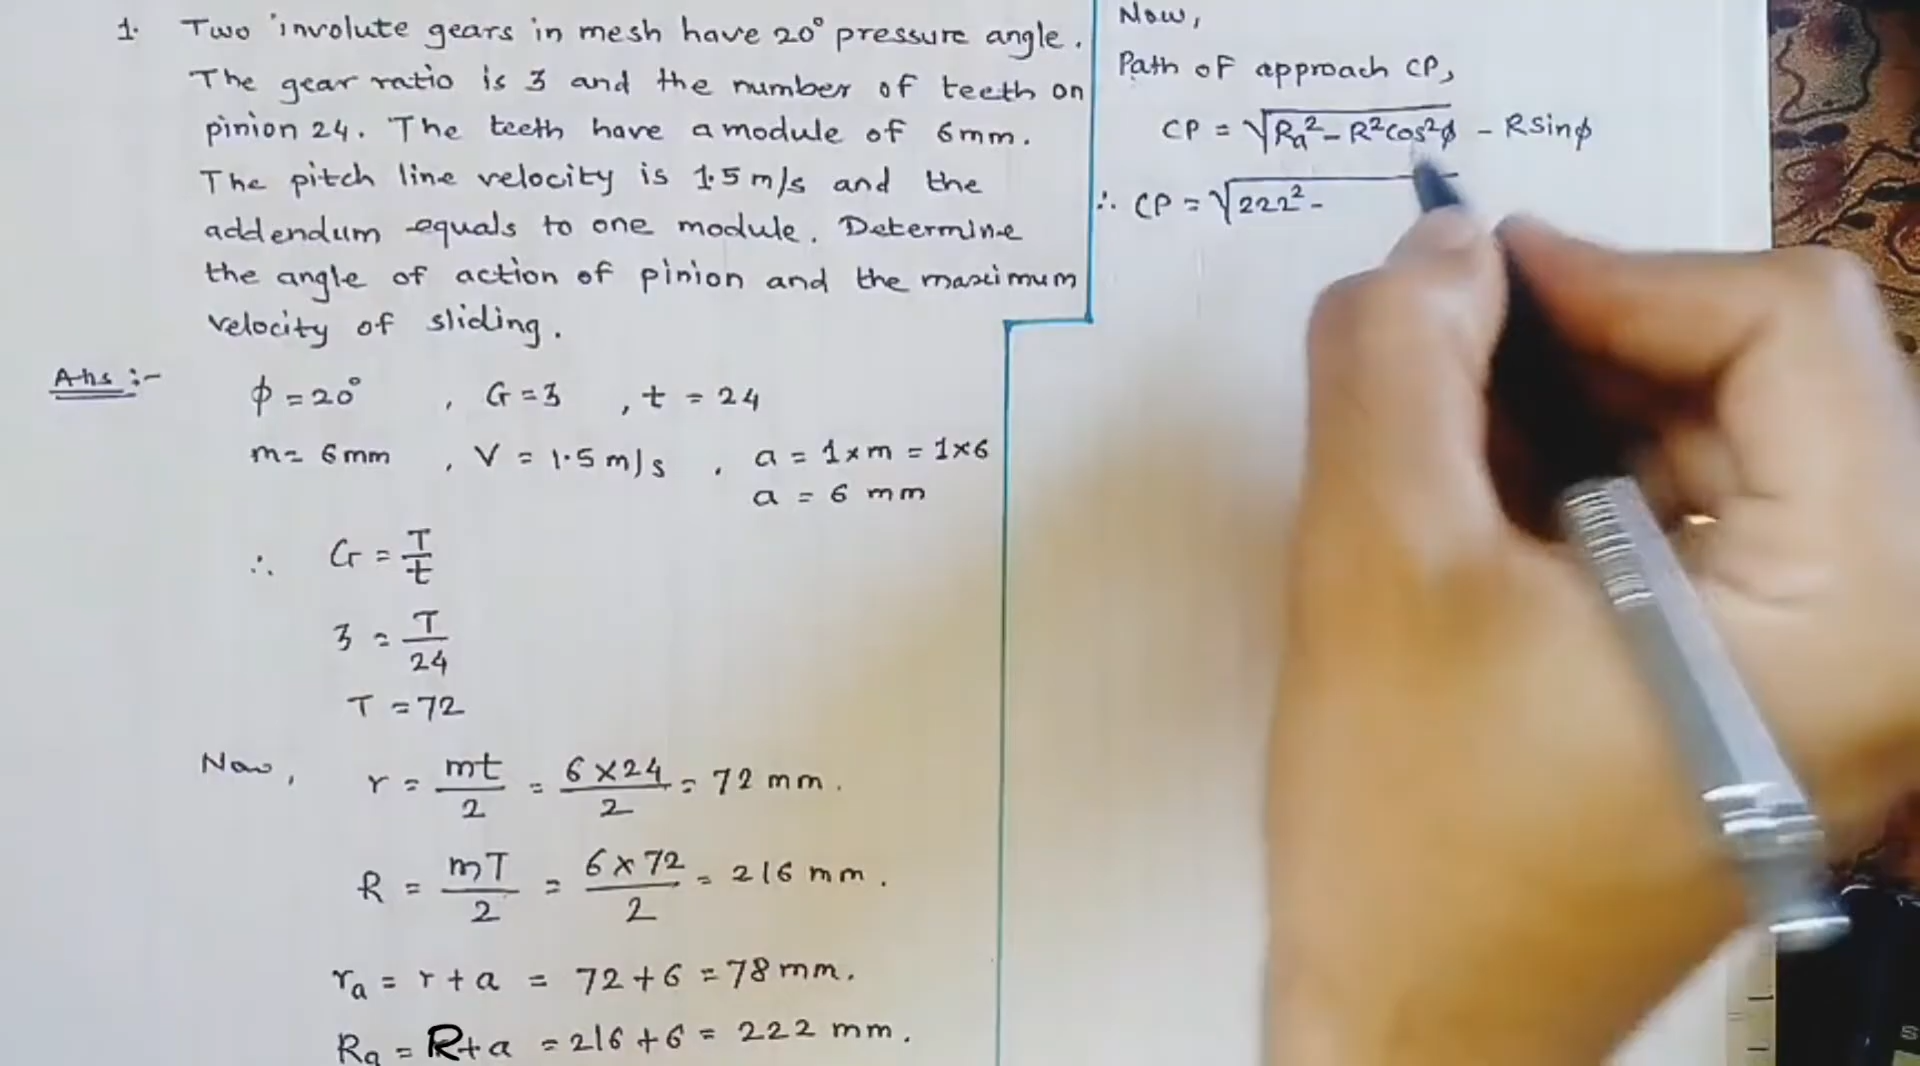 1. Two involute gears in mesh have 20° pressure angle.
The gear ratio is 3 and the number of teeth on
pinion 24. The teeth have a module of 6mm.
The pitch line velocity is 1.5 m/s and the
addendum equals to one module. Determine
the angle of action of pinion and the maximum
velocity of sliding.
Ans :-
ϕ = 20° , G = 3 , t = 24
m = 6mm , V = 1.5 m/s , a = 1×m = 1×6
a = 6 mm
∴ G = T/t
3 = T/24
T = 72
Now, r = mt/2 = 6×24/2 = 72 mm.
R = mT/2 = 6×72/2 = 216 mm.
ra = r+a = 72+6 = 78 mm.
Ra = R+a = 216+6 = 222 mm.
Now,
Path of approach CP,
CP = √Ra²-R²cos²ϕ - Rsinϕ
∴ CP = √222² -